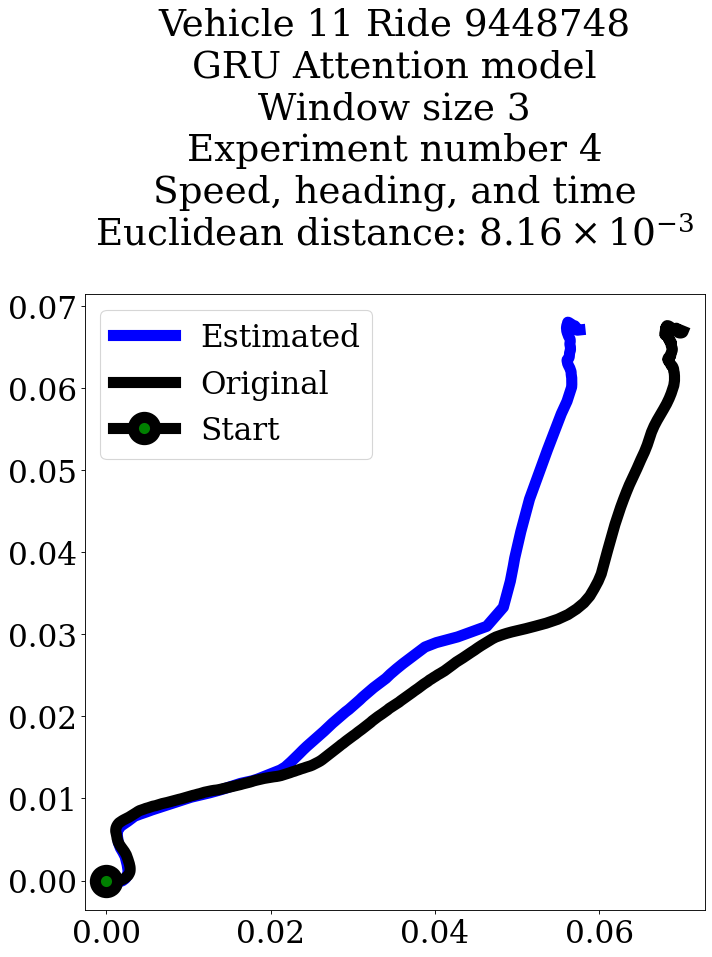 Vehicle 11 Ride 9448748
GRU Attention model
Window size 3
Experiment number 4
Speed, heading, and time
Euclidean distance: 8.16 × 10⁻³
0.07
0.06
0.05
0.04
0.03
0.02
0.01
0.00
Estimated
Original
Start
0.00 0.02 0.04 0.06